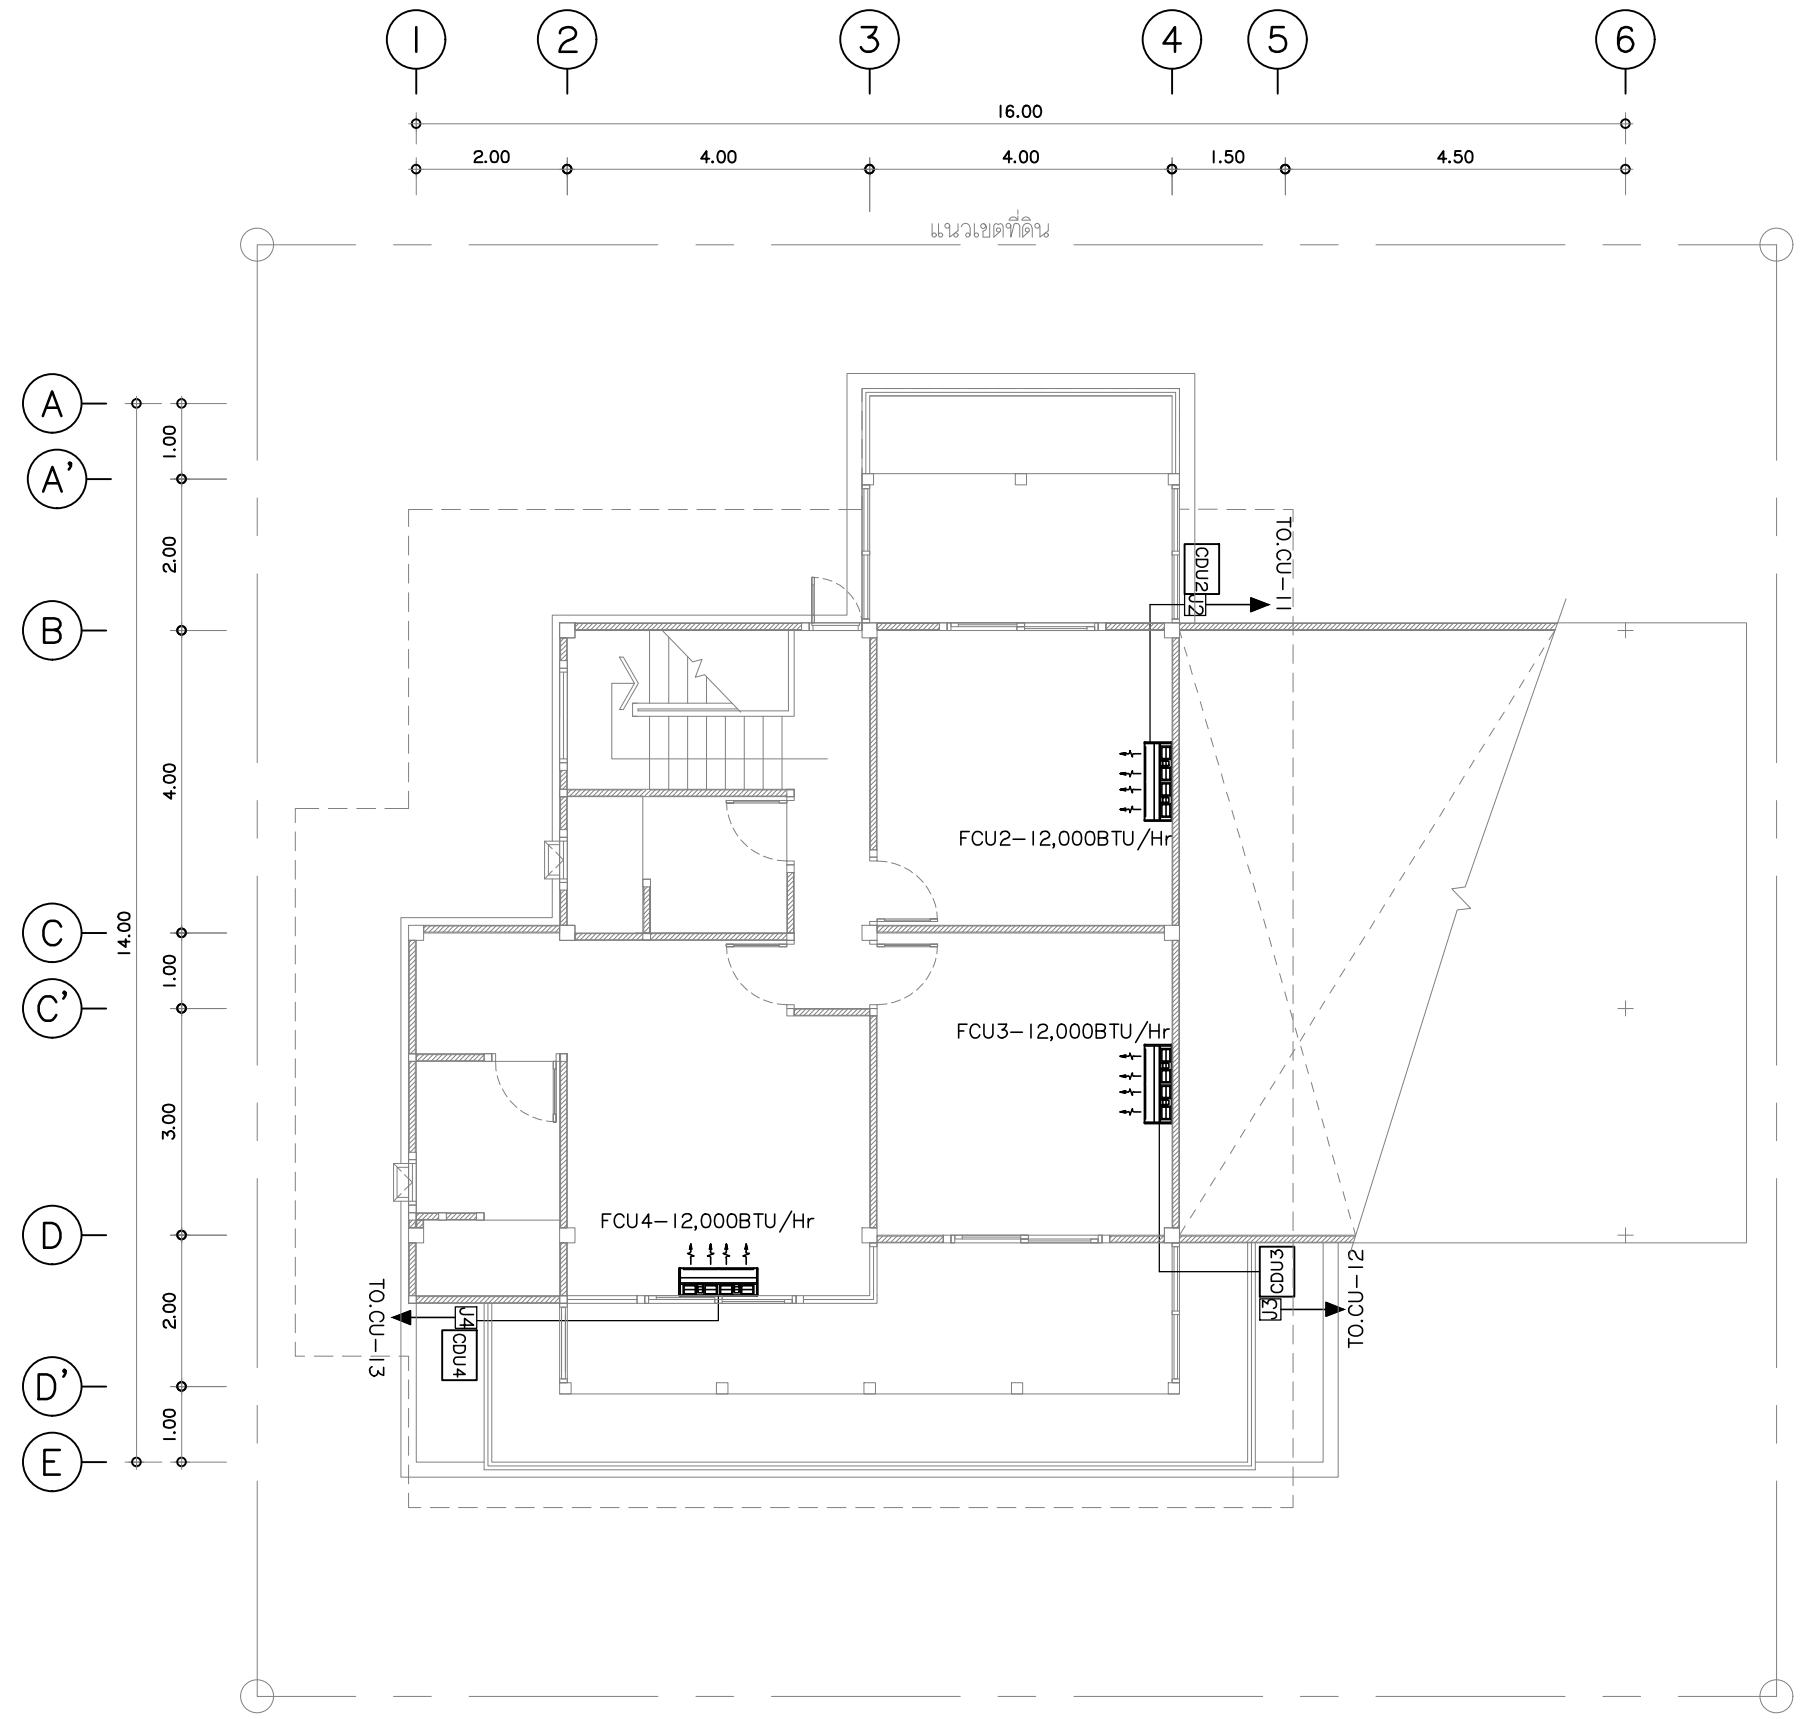 1 2 3 4 5 6
16.00
2.00 4.00 4.00 1.50 4.50
แนวเขตที่ดิน
A
1.00
A'
TO.CU-11
CDU2
2.00
J2
B
4.00
FCU2-12,000BTU/Hr
C
14.00
1.00
C'
FCU3-12,000BTU/Hr
3.00
FCU4-12,000BTU/Hr
D
CDU3
TO.CU-12
J3
2.00
TO.CU-13
J4
CDU4
D'
1.00
E